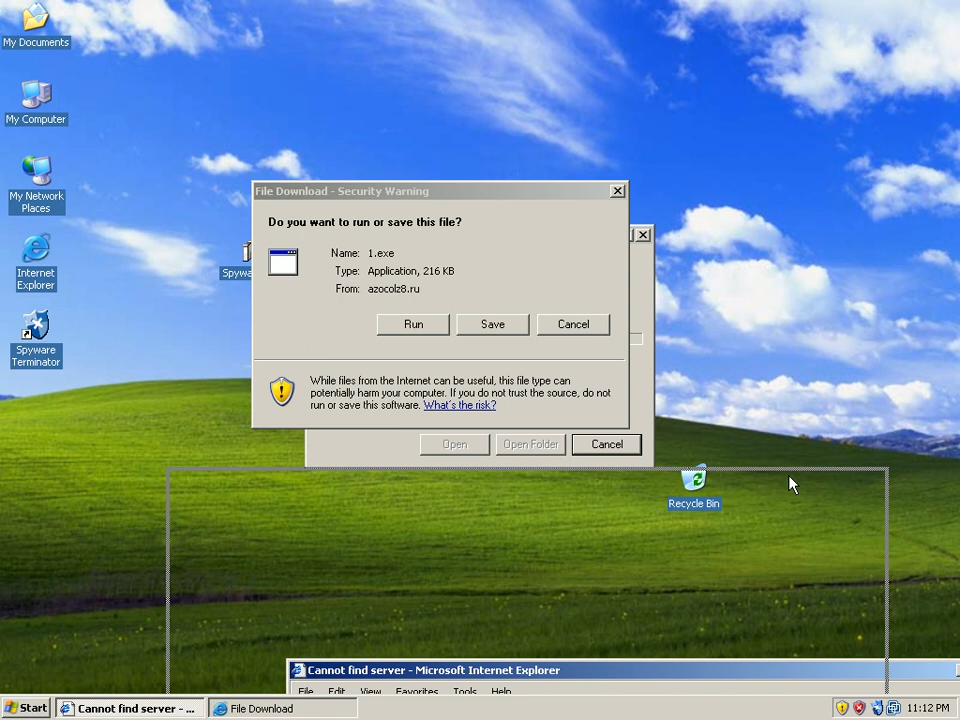 My Documents
My Computer
My Network
Places
Internet
Explorer
Spyware
Terminator
File Download - Security Warning
Do you want to run or save this file?
Name: 1.exe
Type: Application, 216 KB
From: azocolz8.ru
Run Save Cancel
While files from the Internet can be useful, this file type can
potentially harm your computer. If you do not trust the source, do not
run or save this software. What's the risk?
Open Open Folder Cancel
Recycle Bin
Cannot find server - Microsoft Internet Explorer
File Edit View Favorites Tools Help
Start Cannot find server - ... File Download 11:12 PM